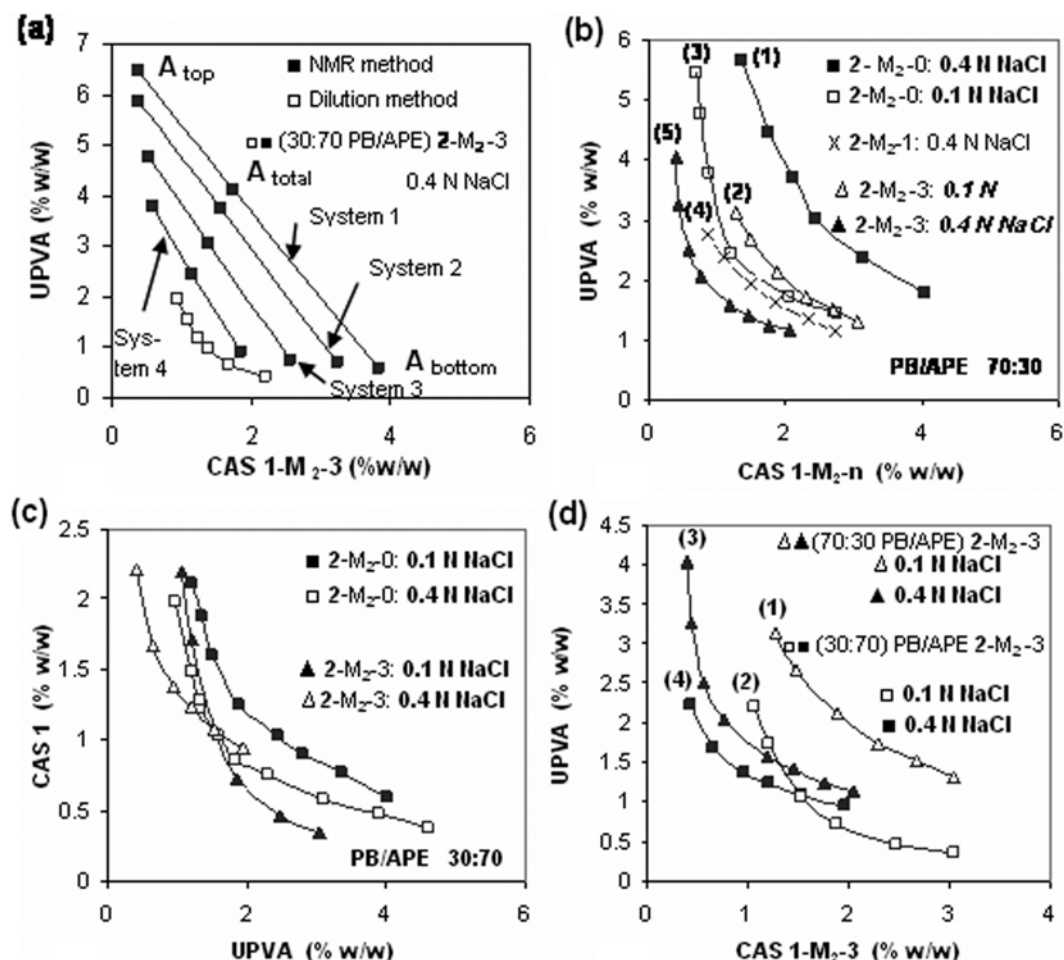 [a]
7
6
5
4
3
2
1
0
UPVA (% w/w)
A top
■ NMR method
□ Dilution method
□■ (30:70 PB/APE) 2-M₂-3
0.4 N NaCl
A total
System 1
System 2
Sys-
tem 4
System 3
A bottom
0 2 4 6
CAS 1-M₂-3 (%w/w)
(b)
6
5
4
3
2
1
0
UPVA (% w/w)
(1)
(3)
(5)
(2)
(4)
■ 2- M₂-0: 0.4 N NaCl
□ 2-M₂-0: 0.1 N NaCl
× 2-M₂-1: 0.4 N NaCl
△ 2-M₂-3: 0.1 N
▲ 2-M₂-3: 0.4 N NaCl
PB/APE 70:30
0 2 4 6
CAS 1-M₂-n (% w/w)
(c)
2.5
2
1.5
1
0.5
0
CAS 1 (% w/w)
■ 2-M₂-0: 0.1 N NaCl
□ 2-M₂-0: 0.4 N NaCl
▲ 2-M₂-3: 0.1 N NaCl
△ 2-M₂-3: 0.4 N NaCl
PB/APE 30:70
0 2 4 6
UPVA (% w/w)
(d)
4.5
4
3.5
3
2.5
2
1.5
1
0.5
0
UPVA (% w/w)
(3)
(1)
(4)
(2)
△▲ (70:30 PB/APE) 2-M₂-3
△ 0.1 N NaCl
▲ 0.4 N NaCl
□■ (30:70) PB/APE 2-M₂-3
□ 0.1 N NaCl
■ 0.4 N NaCl
0 1 2 3 4
CAS 1-M₂-3 (% w/w)